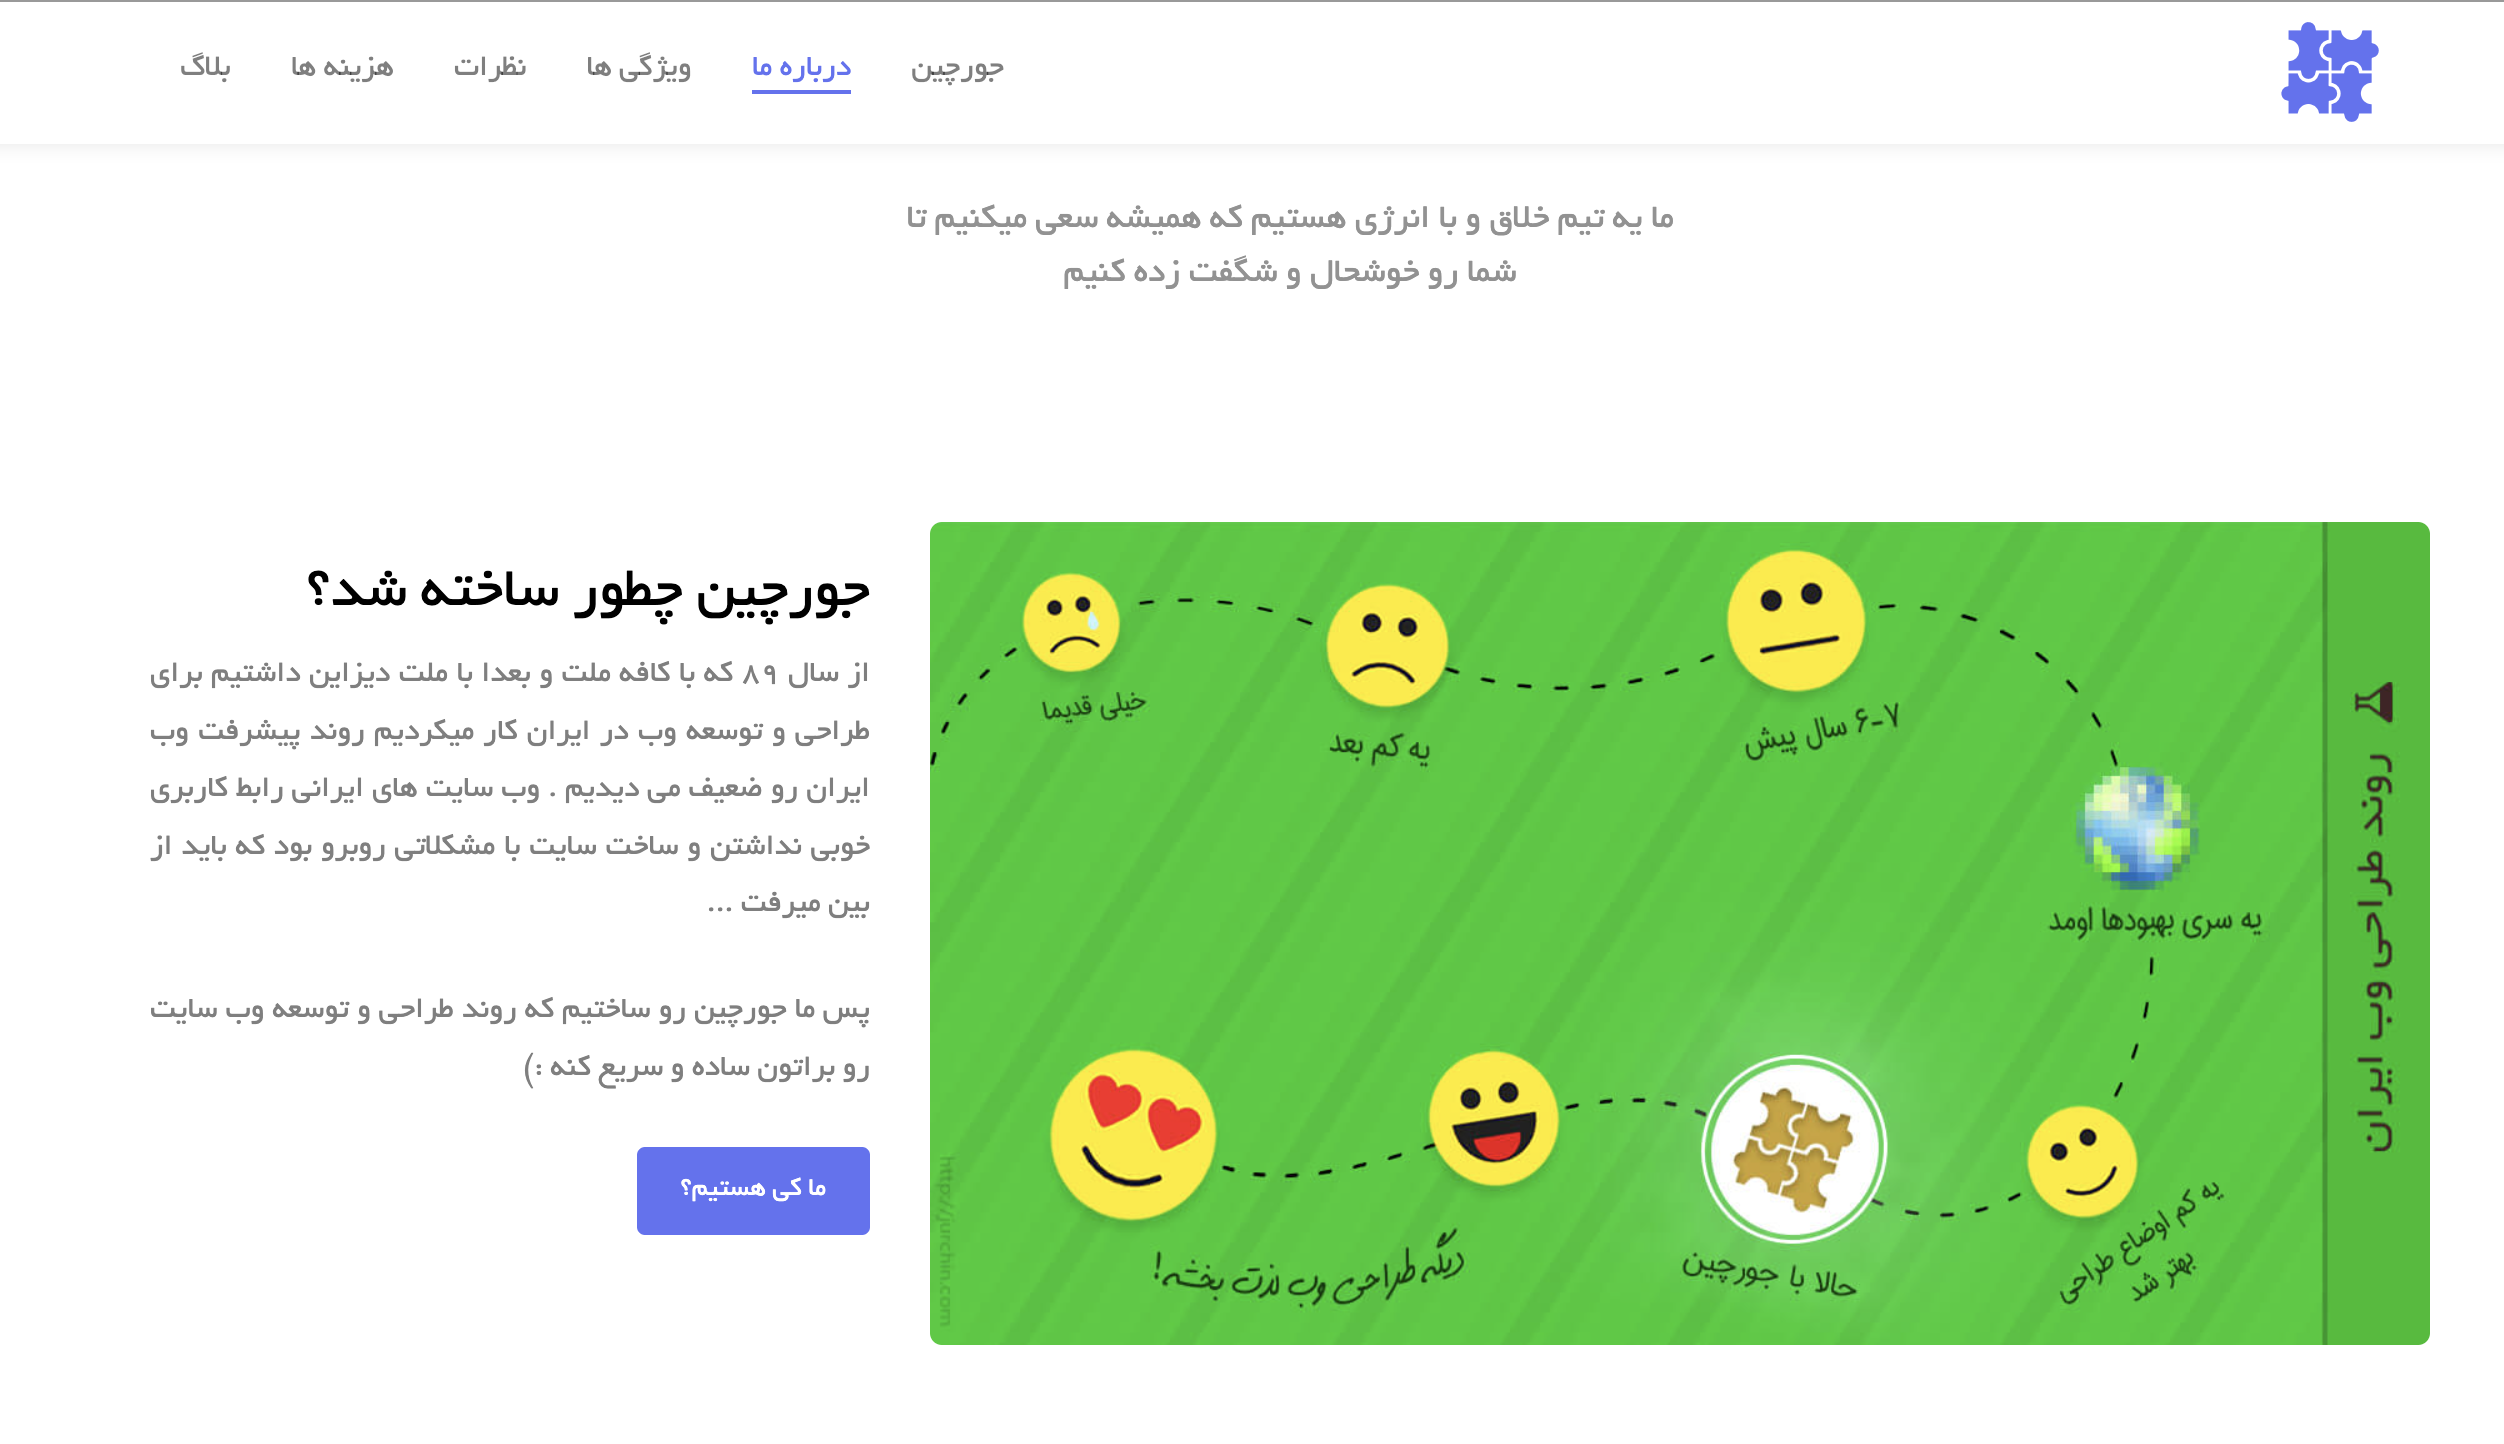 جورچین
درباره ما
ویژگی ها
نظرات
هزینه ها
بلاگ
ما یه تیم خلاق و با انرژی هستیم که همیشه سعی میکنیم تا
شما رو خوشحال و شگفت زده کنیم
روند طراحی وب ایران
خیلی قدیما
یه کم بعد
۶-۷ سال پیش
یه سری بهبودها اومد
یه کم اوضاع طراحی
بهتر شد
حالا با جورچین
دیگه طراحی وب لذت بخشه!
http://jurchin.com
جورچین چطور ساخته شد؟
از سال ۸۹ که با کافه ملت و بعدا با ملت دیزاین داشتیم برای
طراحی و توسعه وب در ایران کار میکردیم روند پیشرفت وب
ایران رو ضعیف می دیدیم . وب سایت های ایرانی رابط کاربری
خوبی نداشتن و ساخت سایت با مشکلاتی روبرو بود که باید از
بین میرفت ...
پس ما جورچین رو ساختیم که روند طراحی و توسعه وب سایت
رو براتون ساده و سریع کنه :)
ما کی هستیم؟